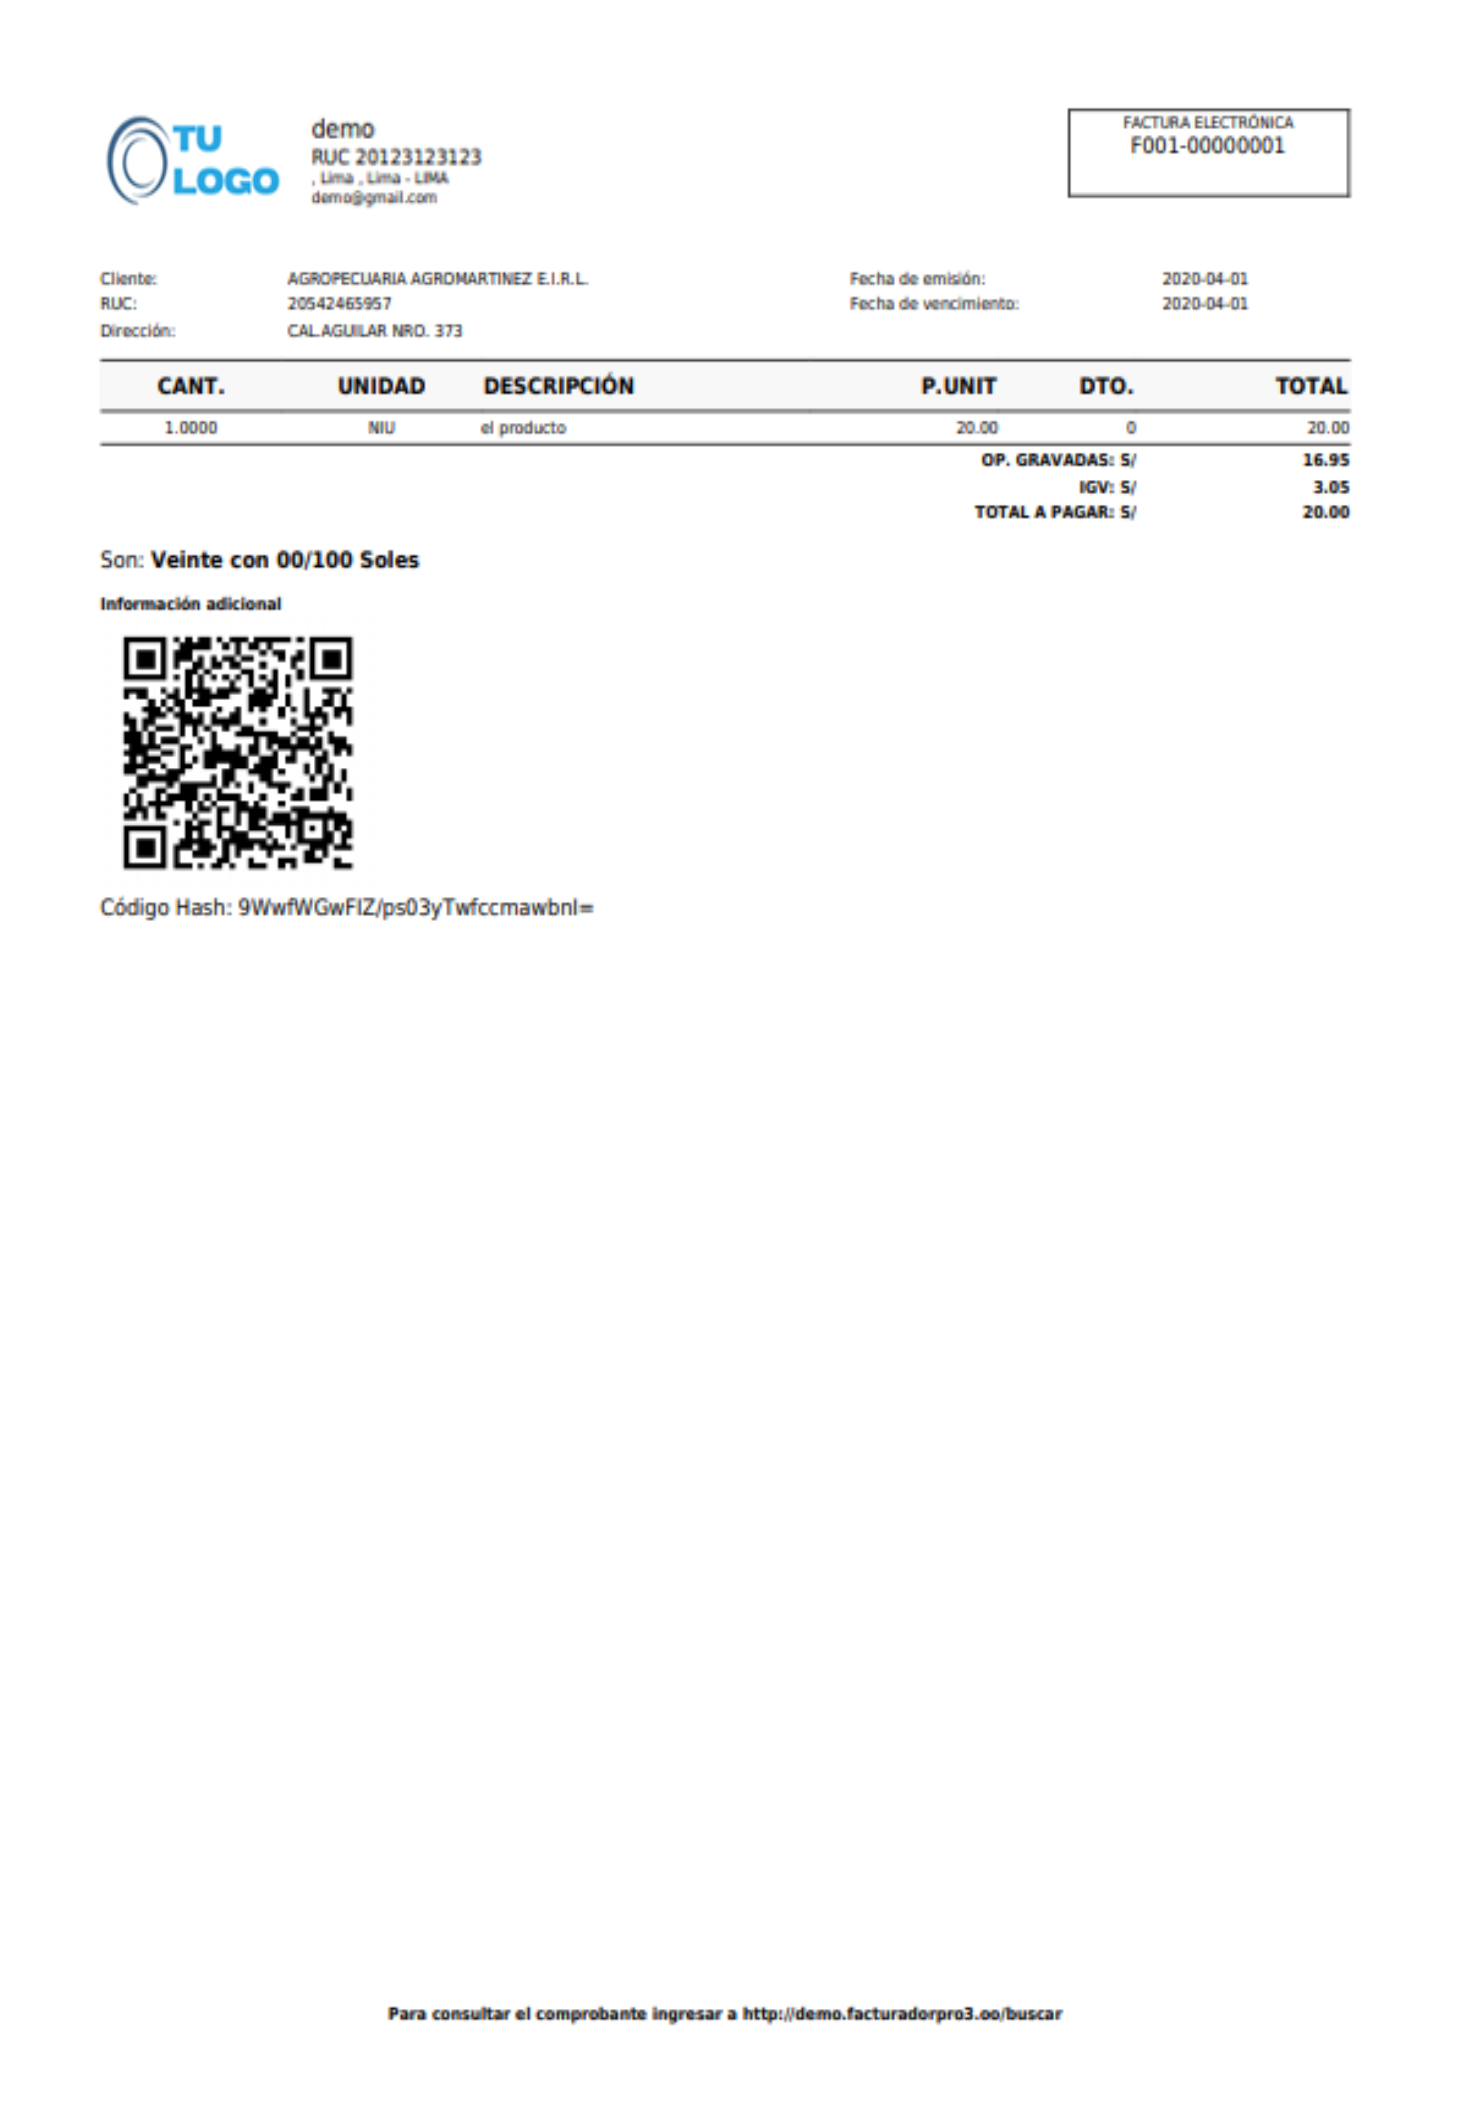 TU
LOGO
demo
RUC 20123123123
, Lima , Lima - LIMA
demo@gmail.com
FACTURA ELECTRÓNICA
F001-00000001
Cliente: AGROPECUARIA AGROMARTINEZ E.I.R.L. Fecha de emisión: 2020-04-01
RUC: 20542465957 Fecha de vencimiento: 2020-04-01
Dirección: CAL.AGUILAR NRO. 373
CANT. UNIDAD DESCRIPCIÓN P.UNIT DTO. TOTAL
1.0000 NIU el producto 20.00 0 20.00
OP. GRAVADAS: S/ 16.95
IGV: S/ 3.05
TOTAL A PAGAR: S/ 20.00
Son: Veinte con 00/100 Soles
Información adicional
Código Hash: 9WwfWGwFIZ/ps03yTwfccmawbnI=
Para consultar el comprobante ingresar a http://demo.facturadorpro3.oo/buscar